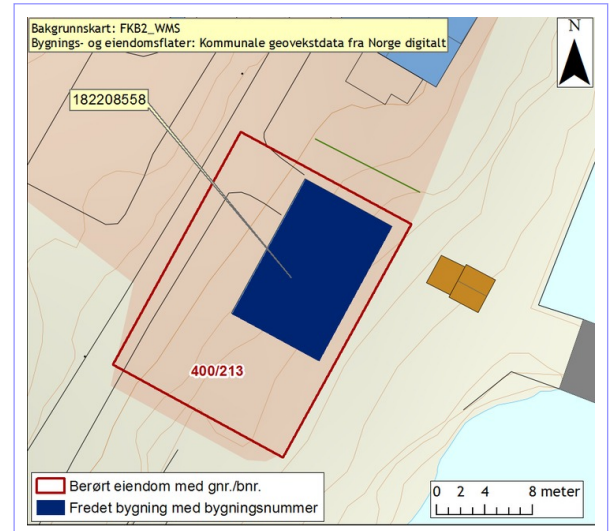 Bakgrunnskart: FKB2_WMS
Bygnings- og eiendomsflater: Kommunale geovekstdata fra Norge digitalt
N
182208558
400/213
Berørt eiendom med gnr./bnr.
Fredet bygning med bygningsnummer
0 2 4 8 meter